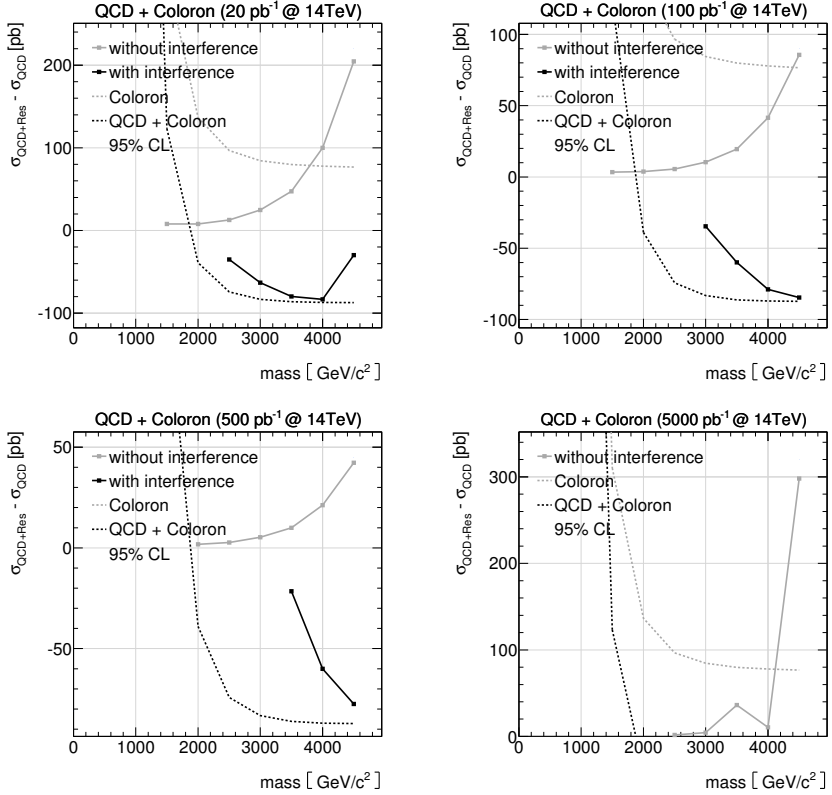 QCD + Coloron (20 pb⁻¹ @ 14TeV)
σQCD+Res - σQCD [pb]
without interference
with interference
Coloron
QCD + Coloron
95% CL
200
100
0
-100
0 1000 2000 3000 4000
mass [ GeV/c² ]
QCD + Coloron (100 pb⁻¹ @ 14TeV)
σQCD+Res - σQCD [pb]
without interference
with interference
Coloron
QCD + Coloron
95% CL
100
50
0
-50
-100
0 1000 2000 3000 4000
mass [ GeV/c² ]
QCD + Coloron (500 pb⁻¹ @ 14TeV)
σQCD+Res - σQCD [pb]
without interference
with interference
Coloron
QCD + Coloron
95% CL
50
0
-50
0 1000 2000 3000 4000
mass [ GeV/c² ]
QCD + Coloron (5000 pb⁻¹ @ 14TeV)
σQCD+Res - σQCD [pb]
without interference
Coloron
QCD + Coloron
95% CL
300
200
100
0
0 1000 2000 3000 4000
mass [ GeV/c² ]